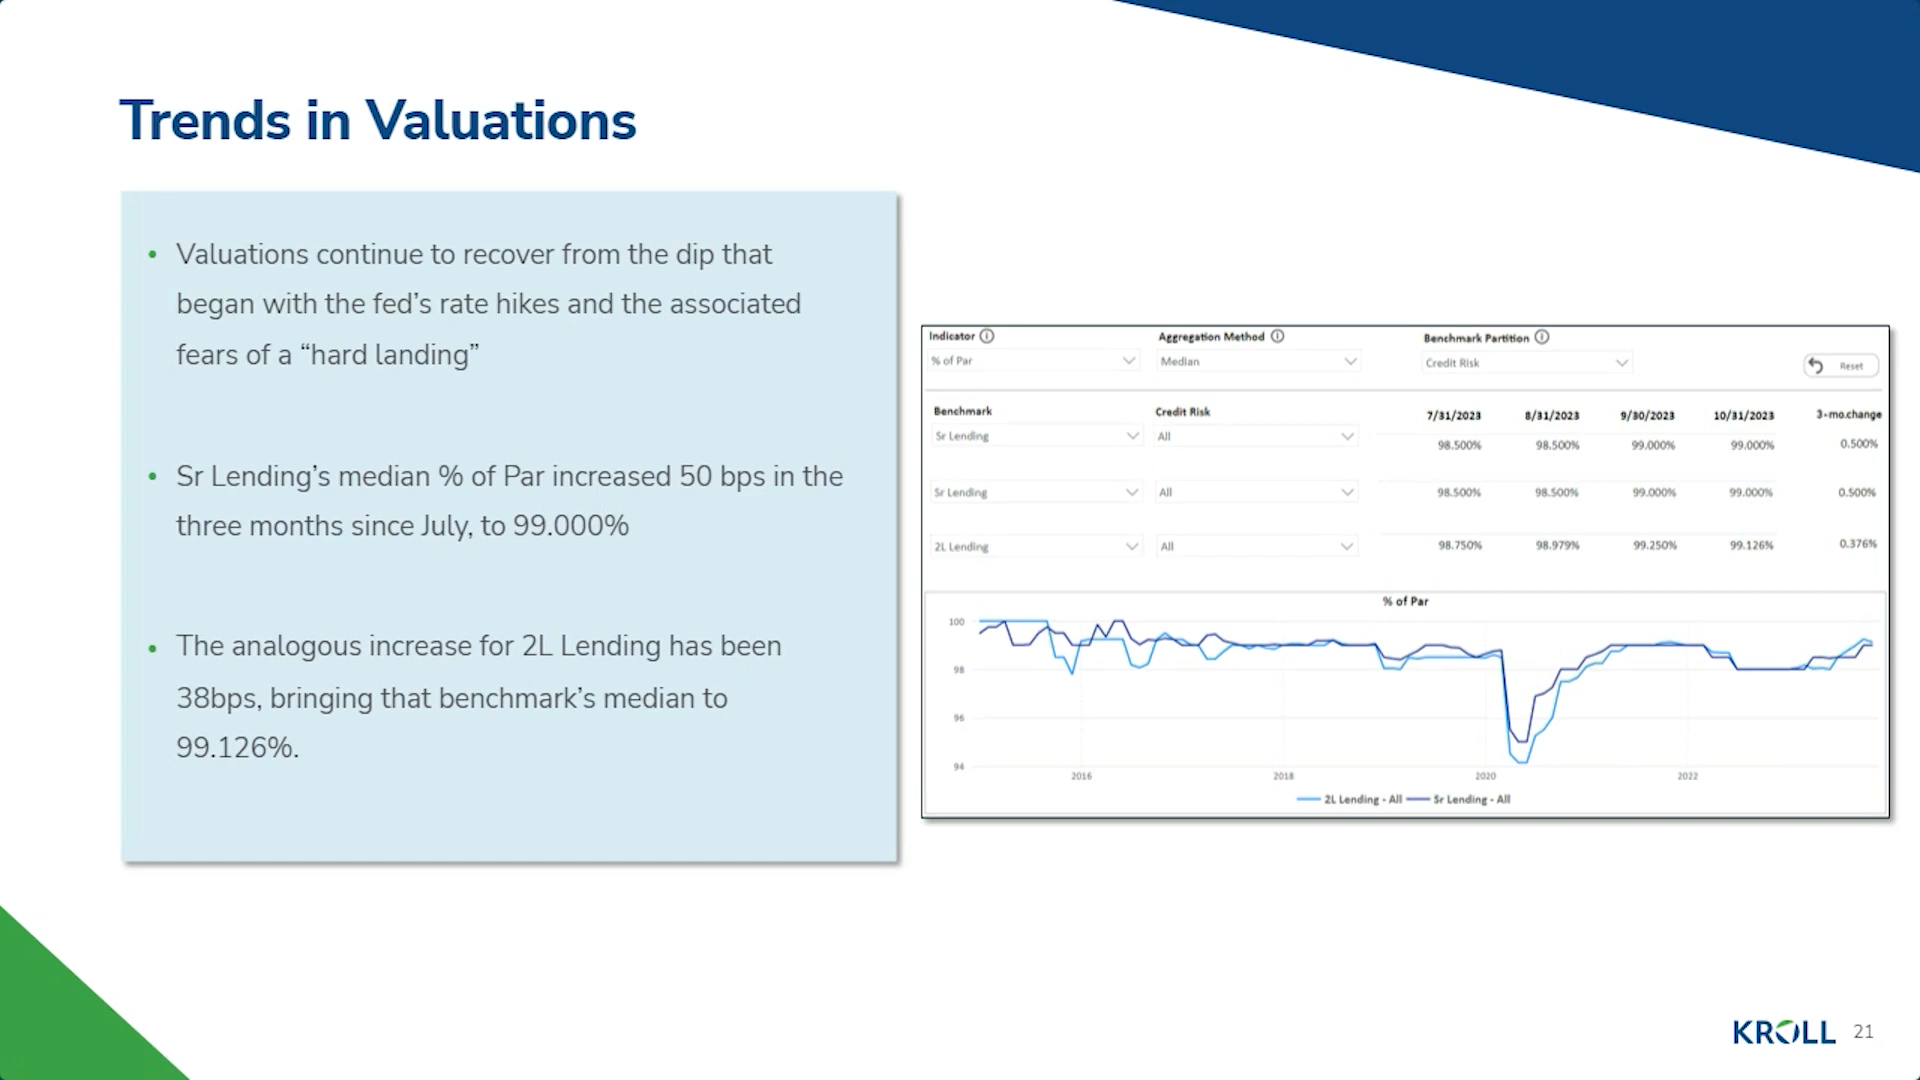 Trends in Valuations
• Valuations continue to recover from the dip that
began with the fed’s rate hikes and the associated
fears of a “hard landing”
• Sr Lending’s median % of Par increased 50 bps in the
three months since July, to 99.000%
• The analogous increase for 2L Lending has been
38bps, bringing that benchmark’s median to
99.126%.
Indicator Aggregation Method Benchmark Partition
% of Par Median Credit Risk Reset
Benchmark Credit Risk 7/31/2023 8/31/2023 9/30/2023 10/31/2023 3-mo.change
Sr Lending All 98.500% 98.500% 99.000% 99.000% 0.500%
Sr Lending All 98.500% 98.500% 99.000% 99.000% 0.500%
2L Lending All 98.750% 98.979% 99.250% 99.126% 0.376%
% of Par
100
98
96
94
2016 2018 2020 2022
2L Lending - All Sr Lending - All
KROLL 21